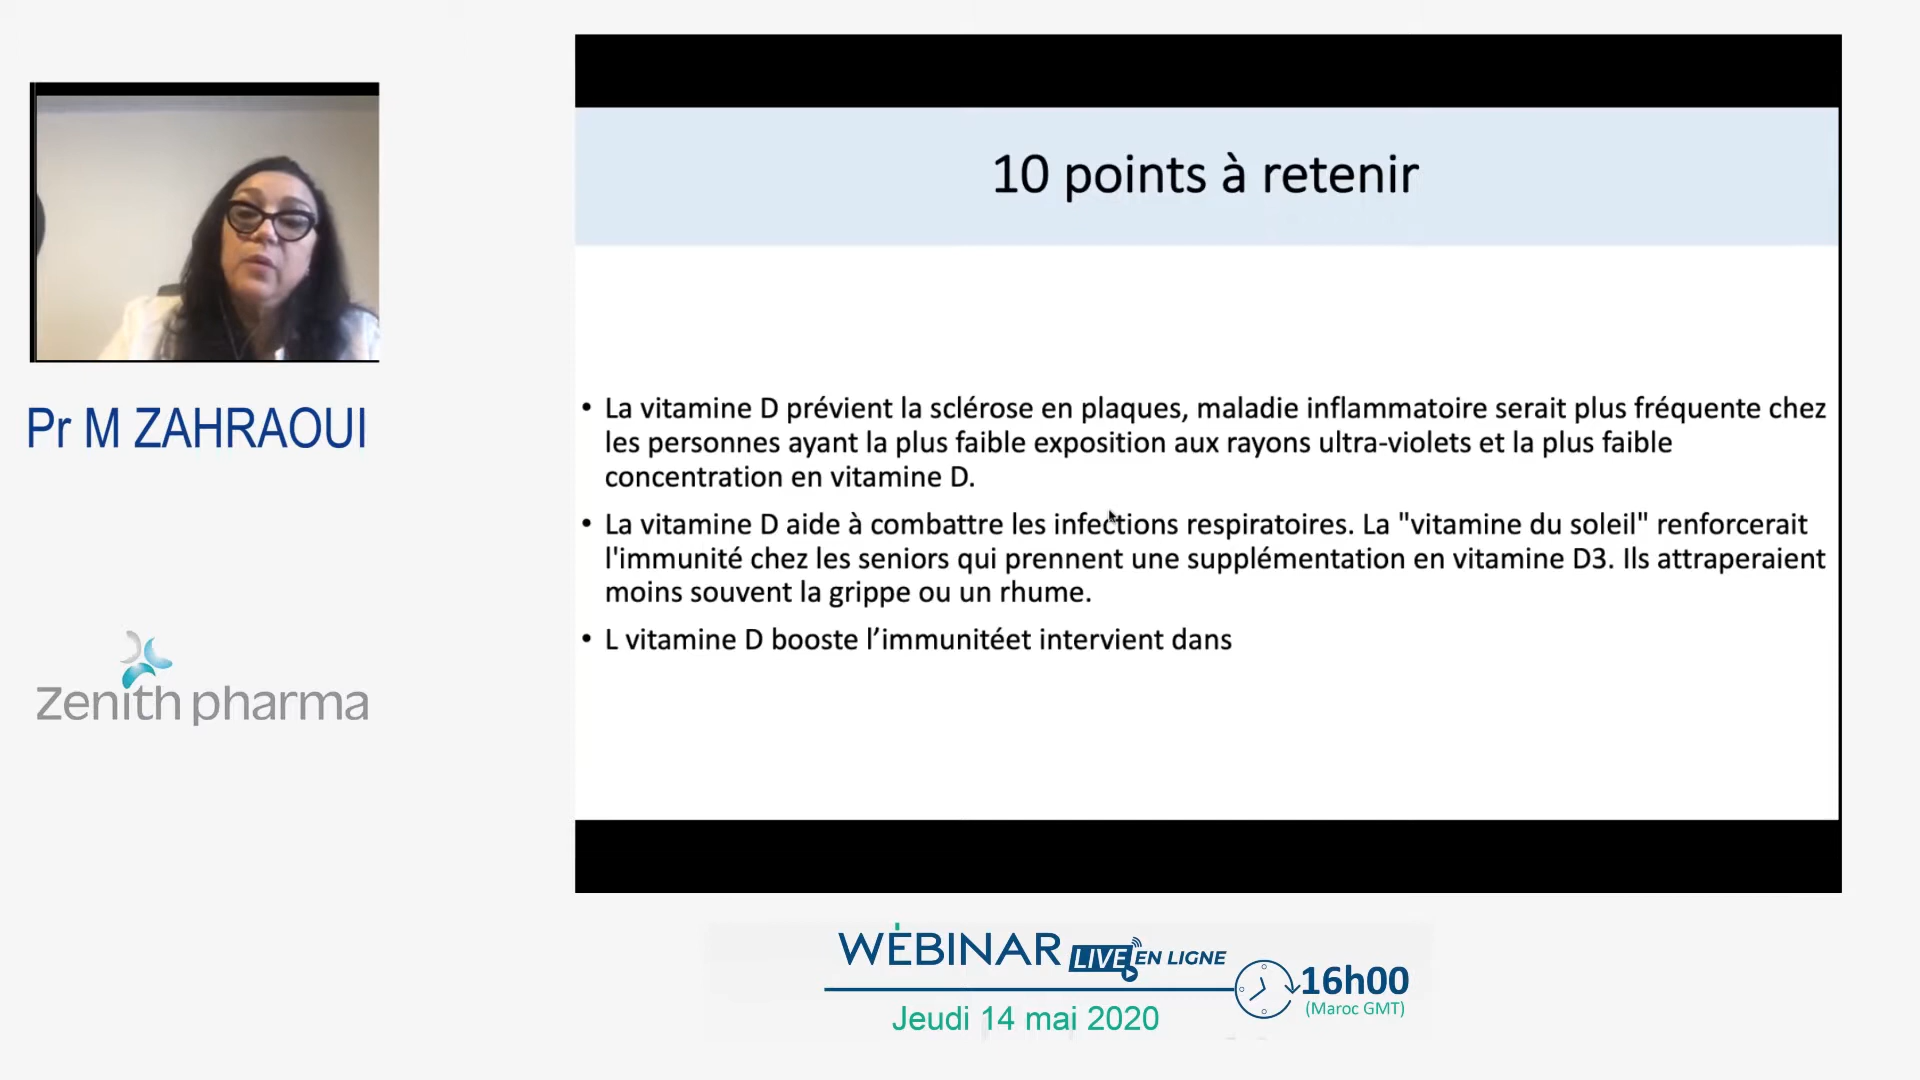 10 points à retenir
• La vitamine D prévient la sclérose en plaques, maladie inflammatoire serait plus fréquente chez
les personnes ayant la plus faible exposition aux rayons ultra-violets et la plus faible
concentration en vitamine D.
• La vitamine D aide à combattre les infections respiratoires. La "vitamine du soleil" renforcerait
l'immunité chez les seniors qui prennent une supplémentation en vitamine D3. Ils attraperaient
moins souvent la grippe ou un rhume.
• L vitamine D booste l’immunitéet intervient dans
Pr M ZAHRAOUI
zenith pharma
WEBINAR LIVE EN LIGNE
16h00
(Maroc GMT)
Jeudi 14 mai 2020